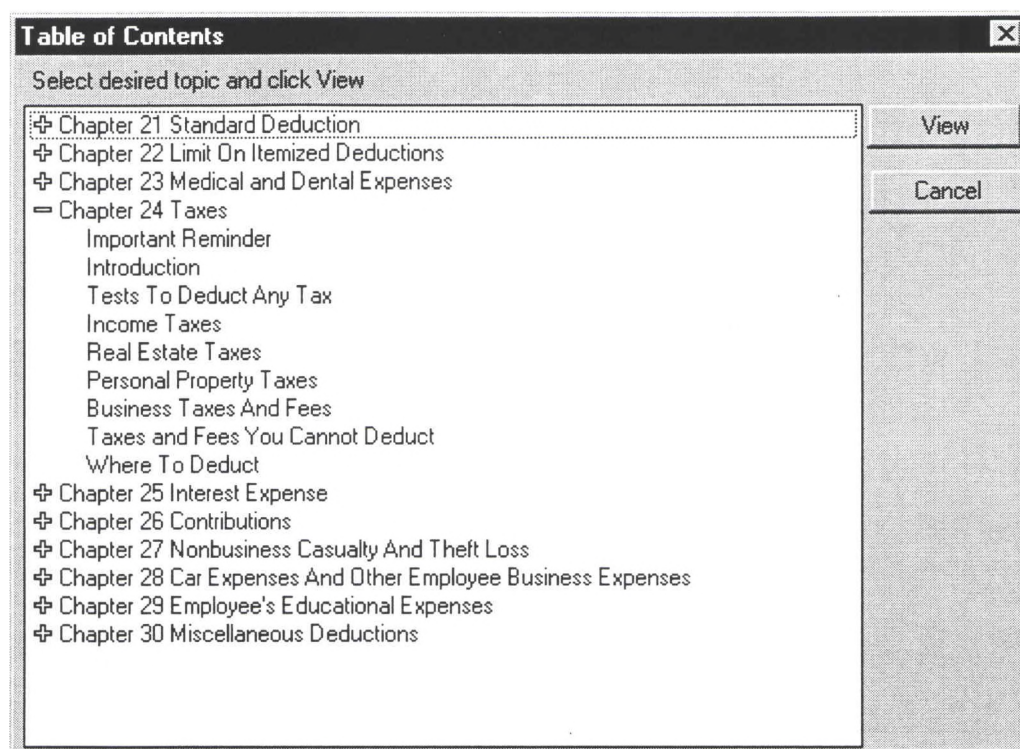 Table of Contents
Select desired topic and click View
Chapter 21 Standard Deduction
View
Chapter 22 Limit On Itemized Deductions
Chapter 23 Medical and Dental Expenses
Cancel
Chapter 24 Taxes
Important Reminder
Introduction
Tests To Deduct Any Tax
Income Taxes
Real Estate Taxes
Personal Property Taxes
Business Taxes And Fees
Taxes and Fees You Cannot Deduct
Where To Deduct
Chapter 25 Interest Expense
Chapter 26 Contributions
Chapter 27 Nonbusiness Casualty And Theft Loss
Chapter 28 Car Expenses And Other Employee Business Expenses
Chapter 29 Employee's Educational Expenses
Chapter 30 Miscellaneous Deductions